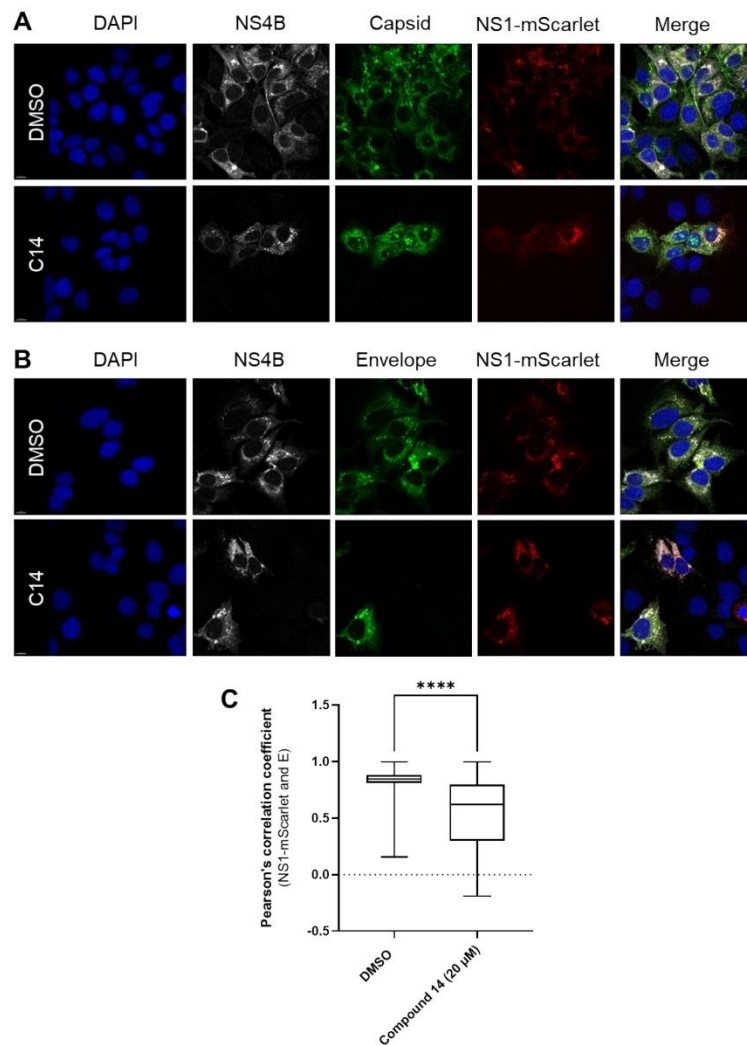 A
DAPI NS4B Capsid NS1-mScarlet Merge
DMSO
C14
B
DAPI NS4B Envelope NS1-mScarlet Merge
DMSO
C14
C
****
Pearson's correlation coefficient
(NS1-mScarlet and E)
1.5
1.0
0.5
0.0
-0.5
DMSO
Compound 14 (20 µM)